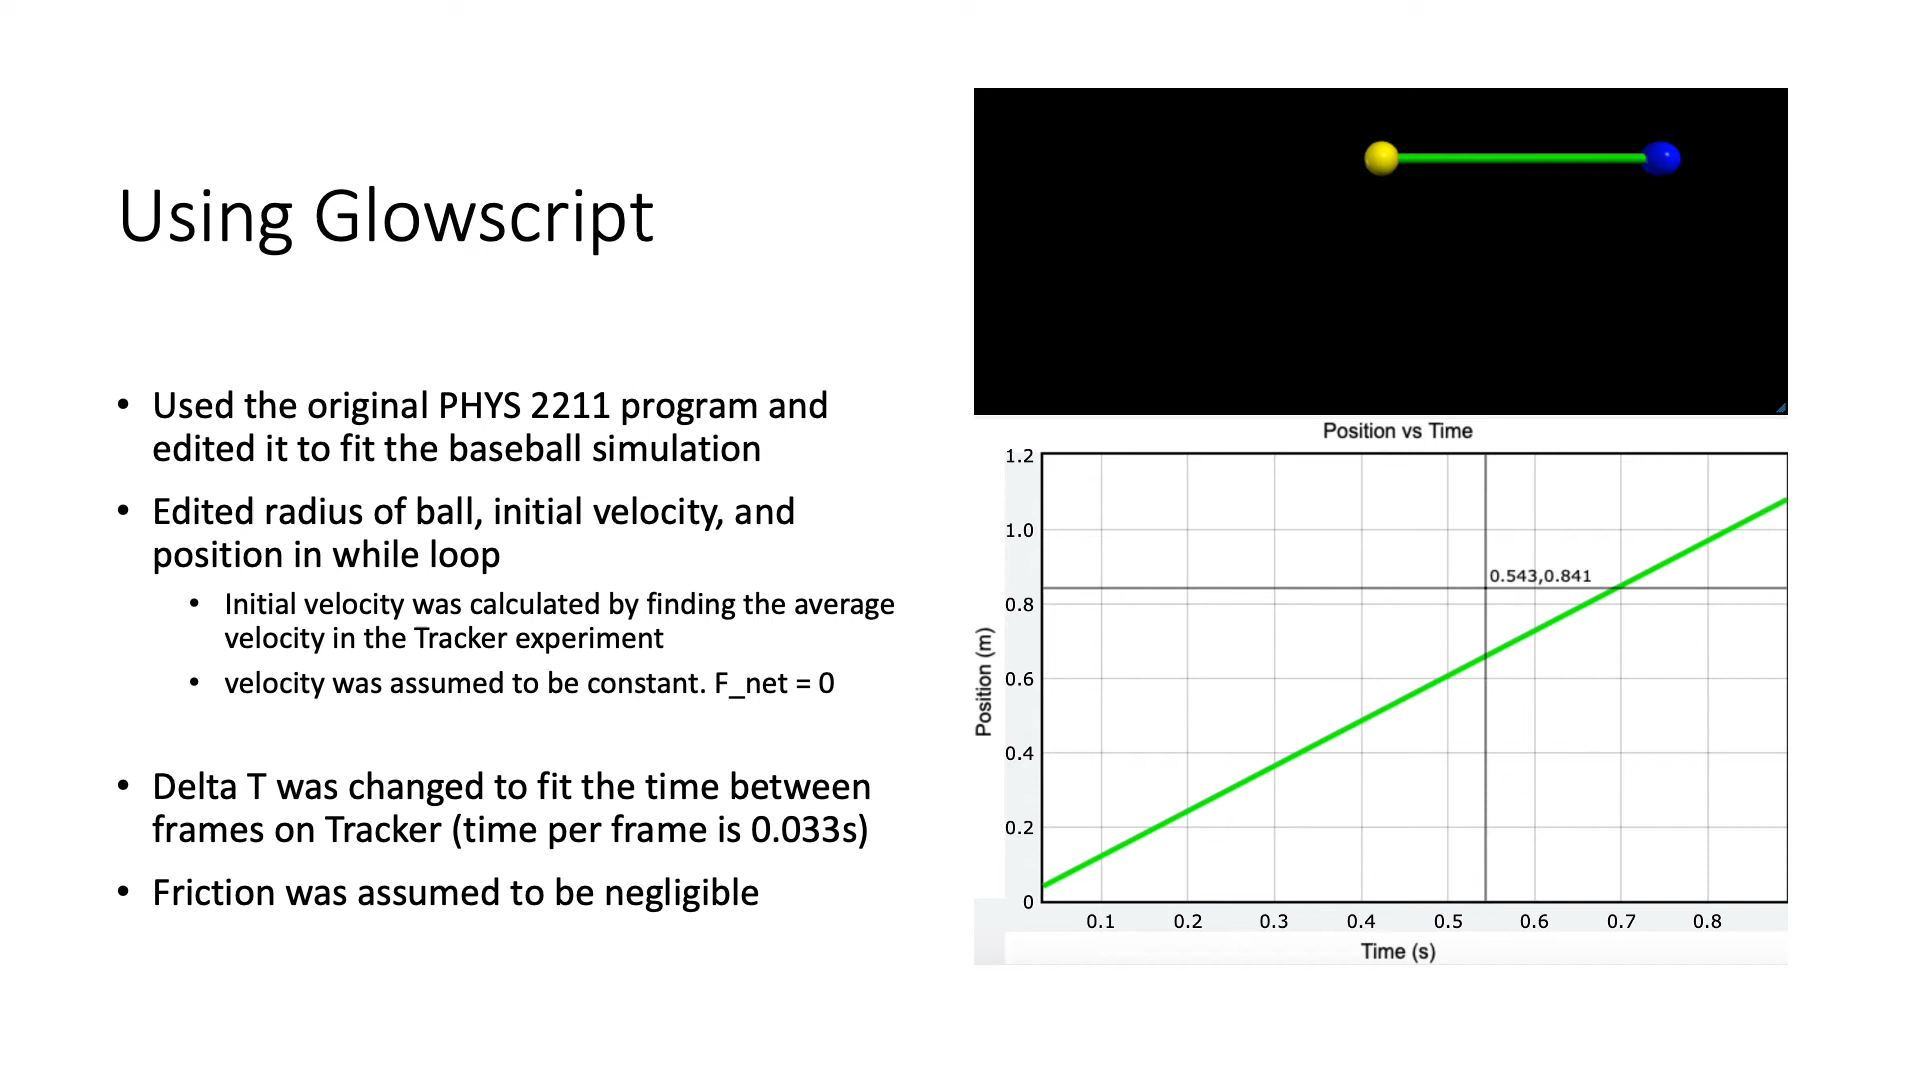 Using Glowscript
• Used the original PHYS 2211 program and
edited it to fit the baseball simulation
• Edited radius of ball, initial velocity, and
position in while loop
• Initial velocity was calculated by finding the average
velocity in the Tracker experiment
• velocity was assumed to be constant. F_net = 0
• Delta T was changed to fit the time between
frames on Tracker (time per frame is 0.033s)
• Friction was assumed to be negligible
Position vs Time
1.2
1.0
0.543,0.841
0.8
Position (m)
0.6
0.4
0.2
0
0.1 0.2 0.3 0.4 0.5 0.6 0.7 0.8
Time (s)